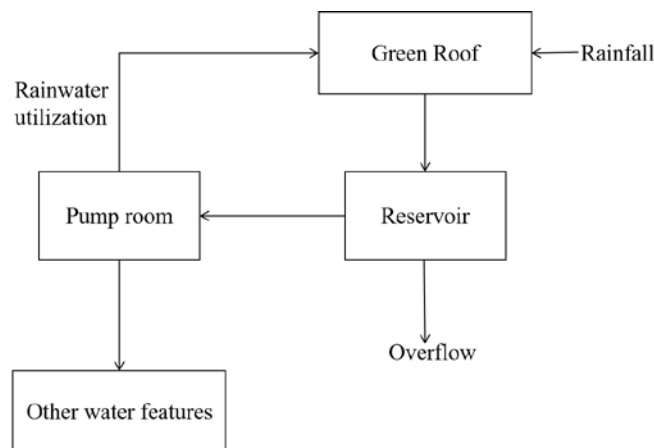 Green Roof
Rainfall
Rainwater
utilization
Pump room
Reservoir
Overflow
Other water features